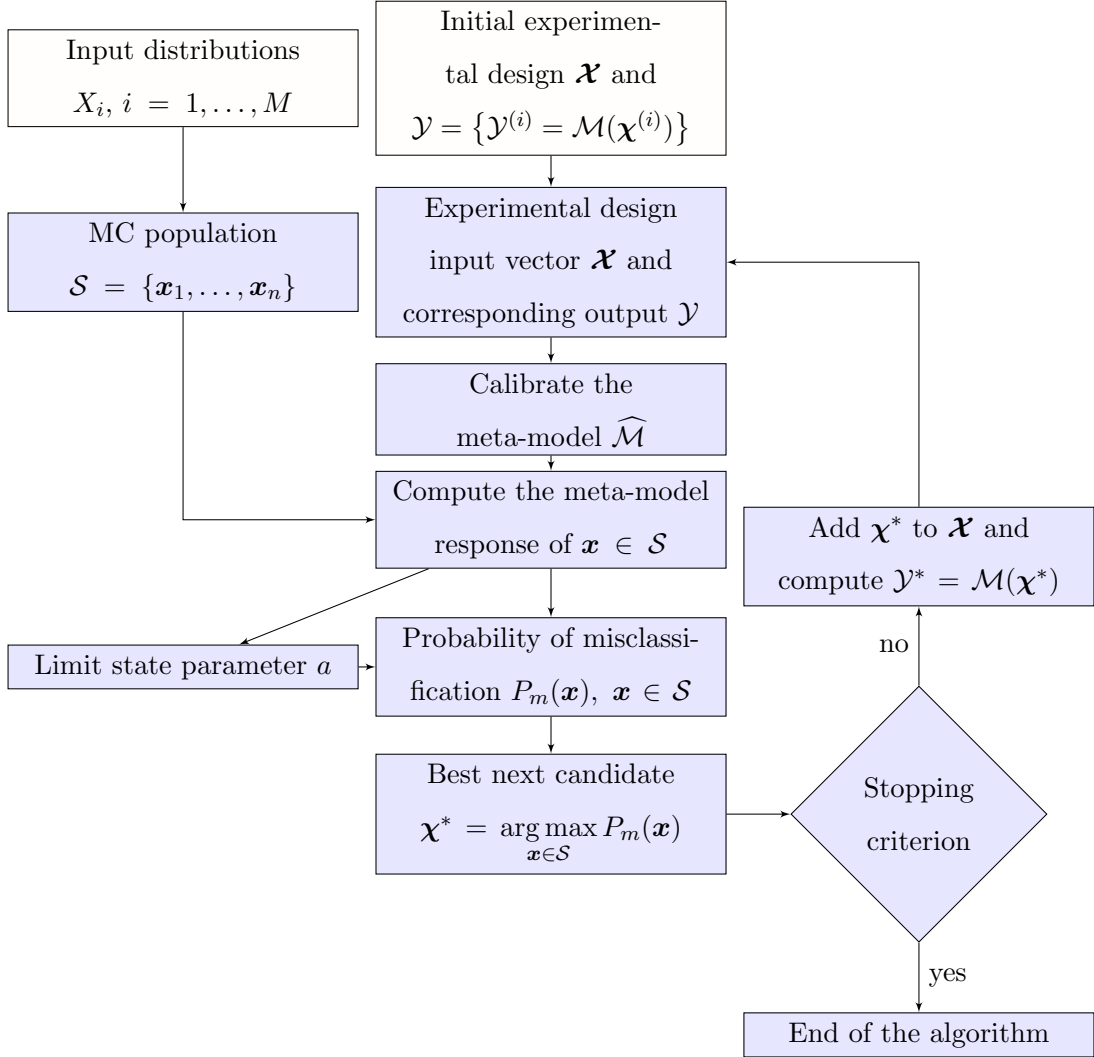 Input distributions
X_i, i = 1, . . . , M
Initial experimen-
tal design 𝓧 and
𝒴 = {𝒴^(i) = ℳ(𝝌^(i))}
MC population
𝒮 = {𝒙_1, . . . , 𝒙_n}
Experimental design
input vector 𝓧 and
corresponding output 𝒴
Calibrate the
meta-model ℳ̂
Compute the meta-model
response of 𝒙 ∈ 𝒮
Add 𝝌* to 𝓧 and
compute 𝒴* = ℳ(𝝌*)
no
Limit state parameter a
Probability of misclassi-
fication P_m(𝒙), 𝒙 ∈ 𝒮
Best next candidate
𝝌* = arg max P_m(𝒙)
𝒙∈𝒮
Stopping
criterion
yes
End of the algorithm